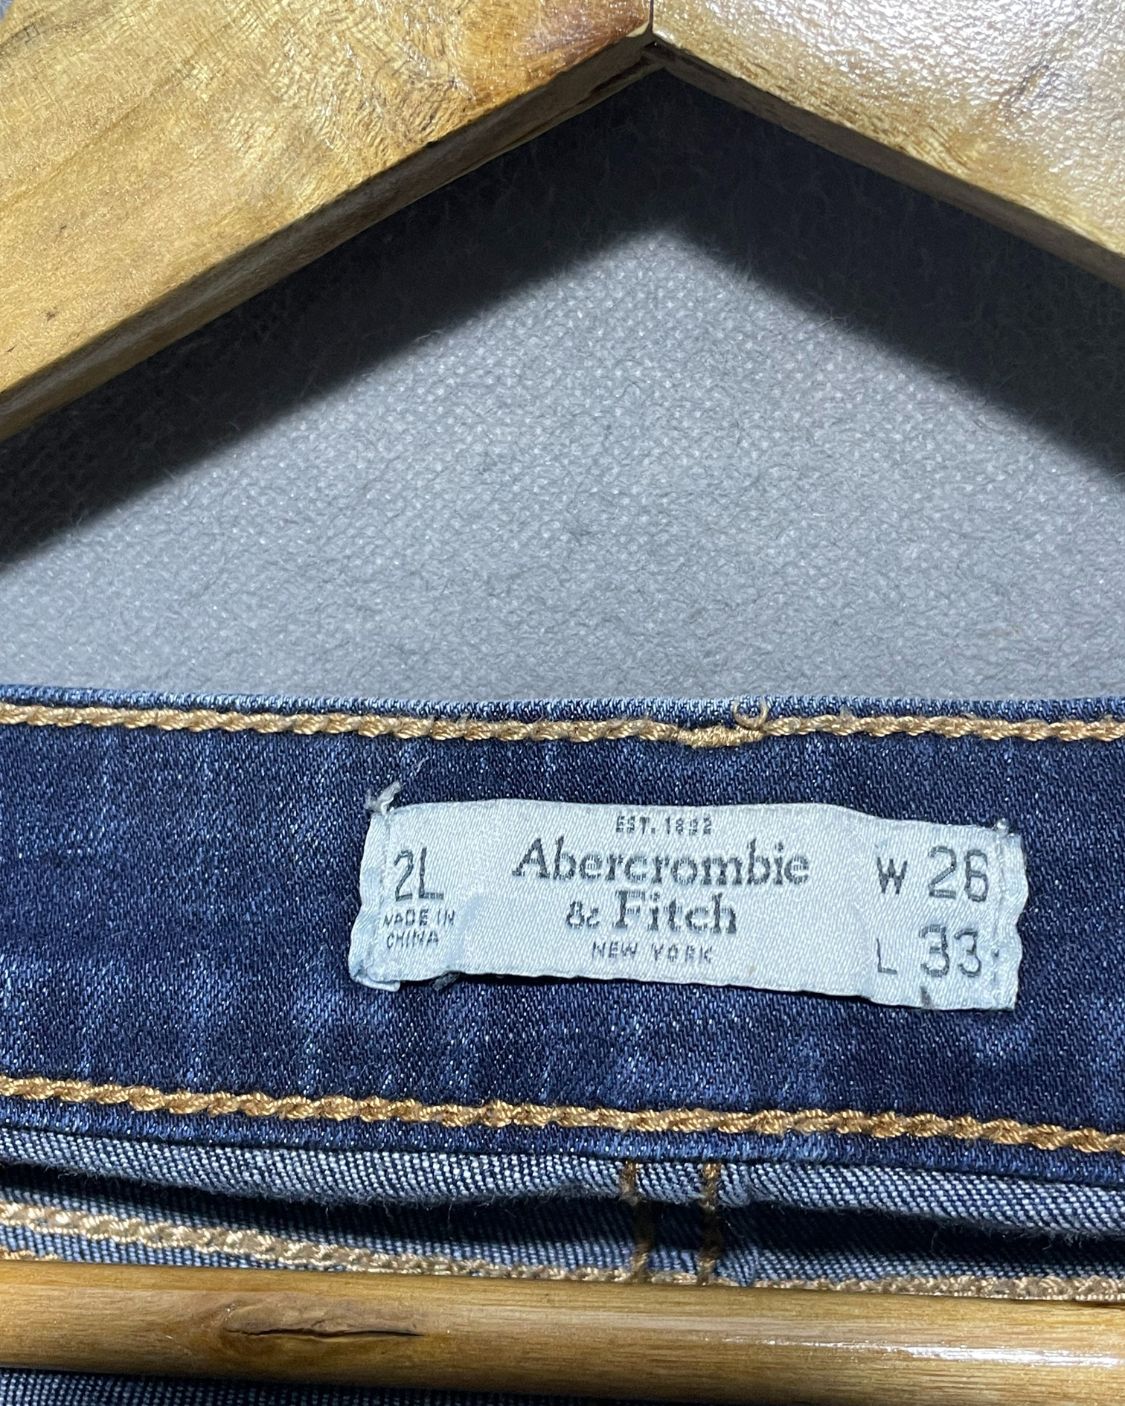 EST. 1892
Abercrombie
& Fitch
NEW YORK
2L
MADE IN
CHINA
W 26
L 33